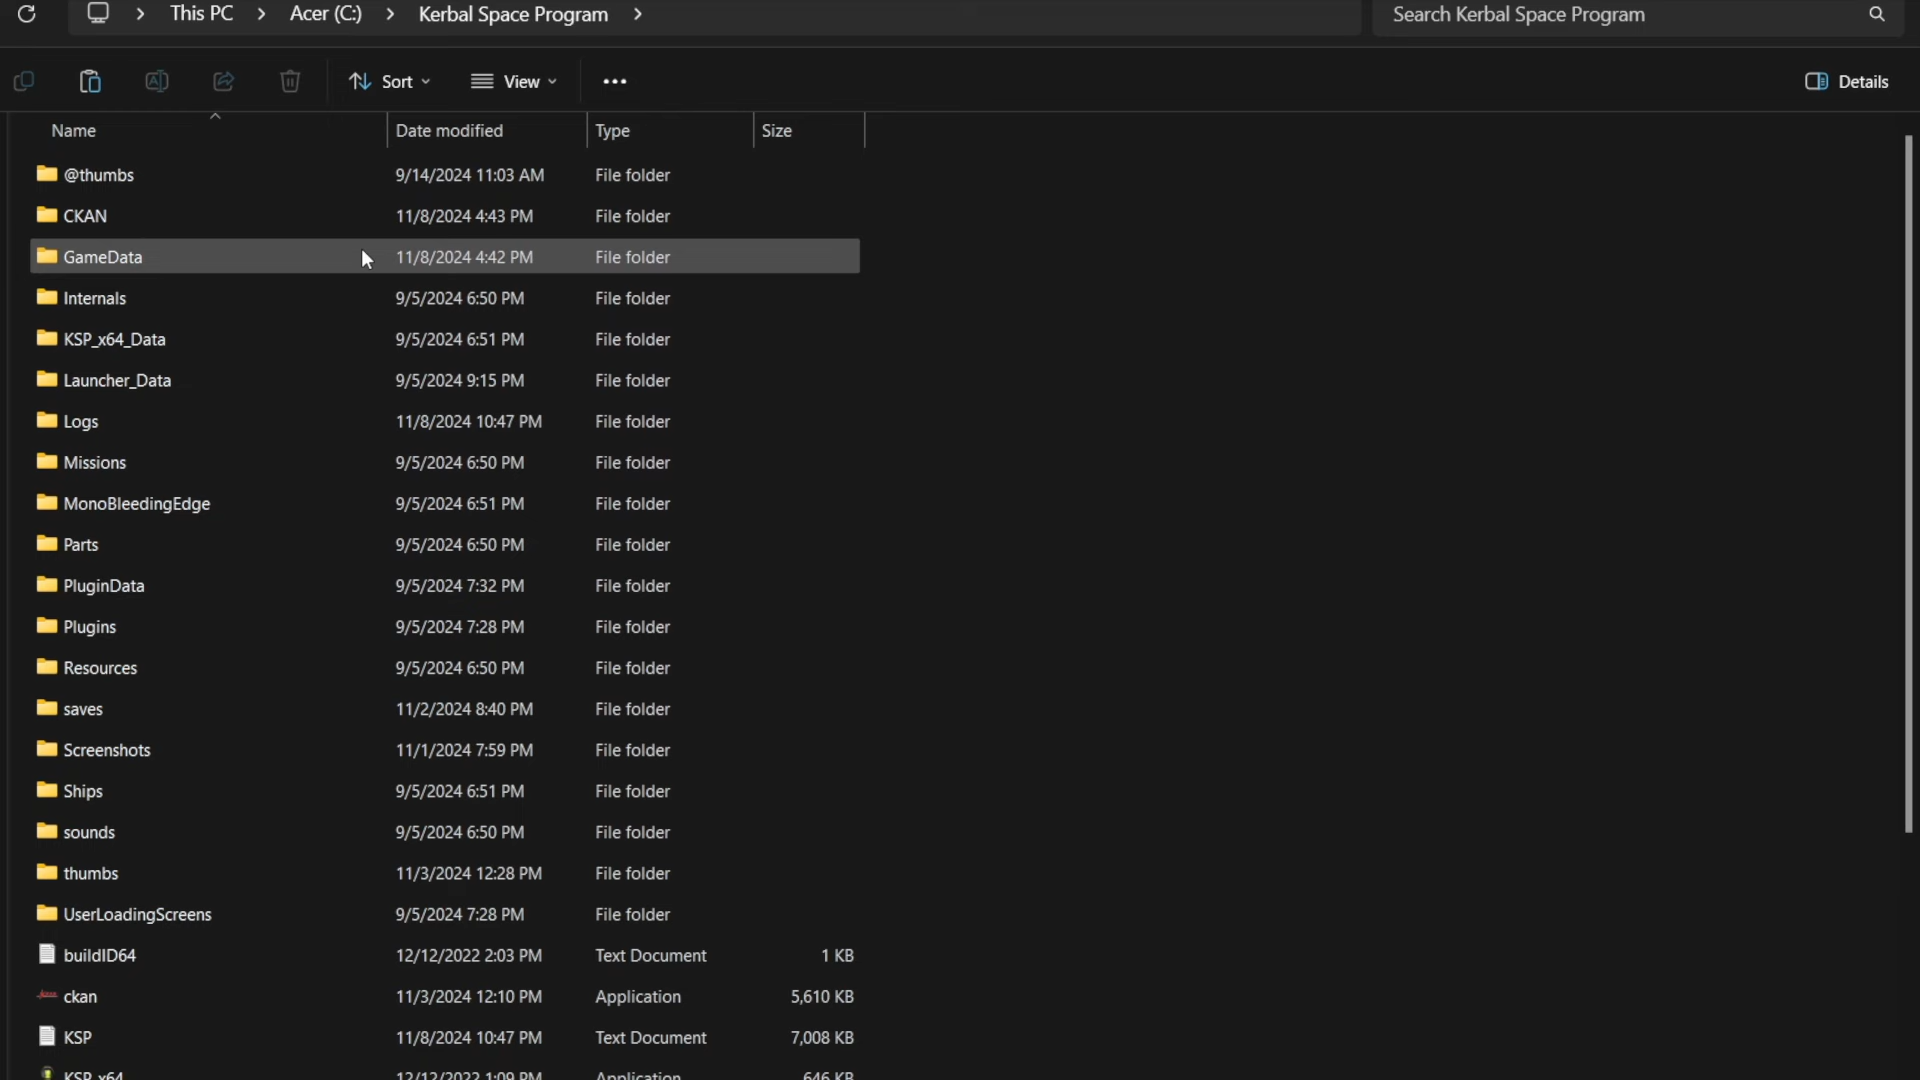 This PC > Acer (C:) > Kerbal Space Program >
Search Kerbal Space Program
Sort
View
Details
Name Date modified Type Size
@thumbs 9/14/2024 11:03 AM File folder
CKAN 11/8/2024 4:43 PM File folder
GameData 11/8/2024 4:42 PM File folder
Internals 9/5/2024 6:50 PM File folder
KSP_x64_Data 9/5/2024 6:51 PM File folder
Launcher_Data 9/5/2024 9:15 PM File folder
Logs 11/8/2024 10:47 PM File folder
Missions 9/5/2024 6:50 PM File folder
MonoBleedingEdge 9/5/2024 6:51 PM File folder
Parts 9/5/2024 6:50 PM File folder
PluginData 9/5/2024 7:32 PM File folder
Plugins 9/5/2024 7:28 PM File folder
Resources 9/5/2024 6:50 PM File folder
saves 11/2/2024 8:40 PM File folder
Screenshots 11/1/2024 7:59 PM File folder
Ships 9/5/2024 6:51 PM File folder
sounds 9/5/2024 6:50 PM File folder
thumbs 11/3/2024 12:28 PM File folder
UserLoadingScreens 9/5/2024 7:28 PM File folder
buildID64 12/12/2022 2:03 PM Text Document 1 KB
ckan 11/3/2024 12:10 PM Application 5,610 KB
KSP 11/8/2024 10:47 PM Text Document 7,008 KB
KSP_x64 12/12/2022 1:09 PM Application 646 KB